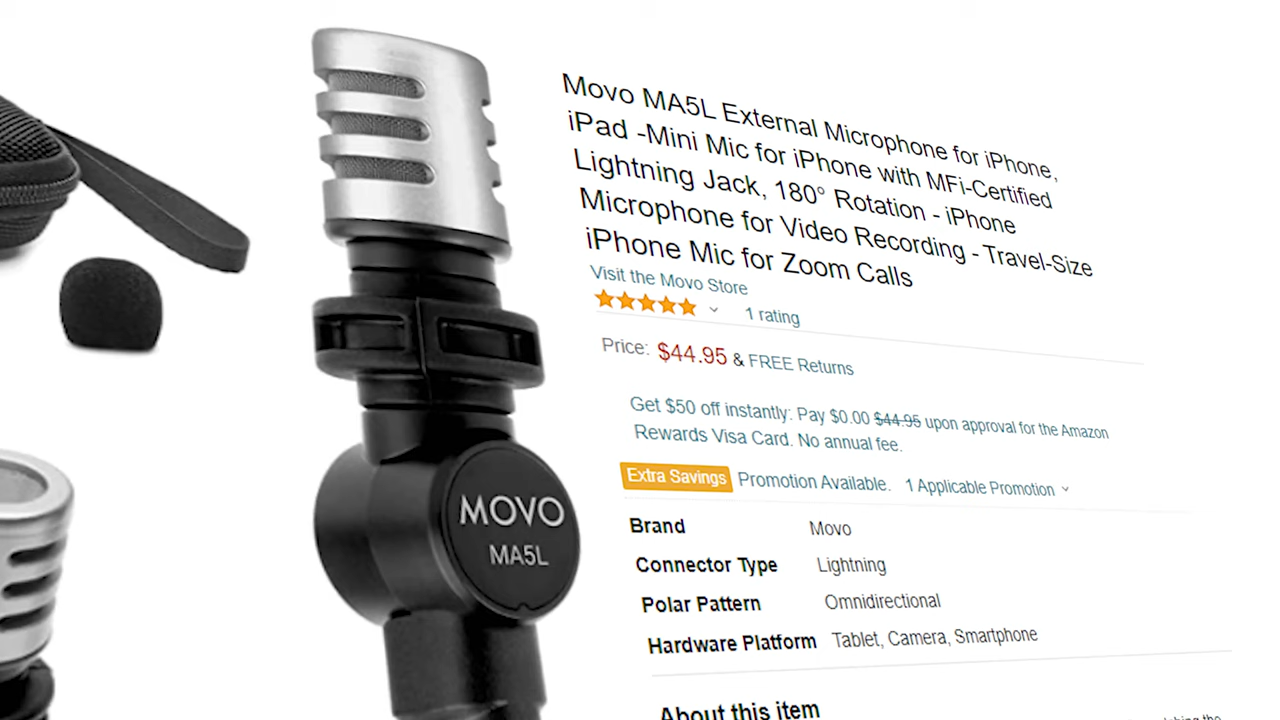 Movo MA5L External Microphone for iPhone,
iPad -Mini Mic for iPhone with MFi-Certified
Lightning Jack, 180° Rotation - iPhone
Microphone for Video Recording - Travel-Size
iPhone Mic for Zoom Calls
Visit the Movo Store
1 rating
Price: $44.95 & FREE Returns
Get $50 off instantly: Pay $0.00 $44.95 upon approval for the Amazon
Rewards Visa Card. No annual fee.
Extra Savings Promotion Available. 1 Applicable Promotion
Brand Movo
Connector Type Lightning
Polar Pattern Omnidirectional
Hardware Platform Tablet, Camera, Smartphone
About this item
MOVO
MA5L